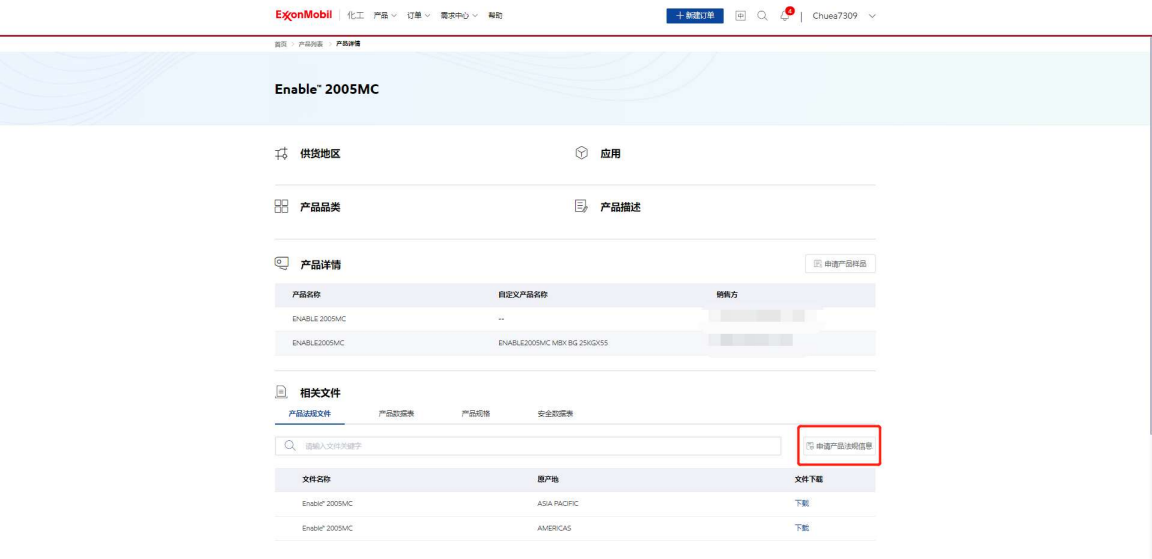 ExxonMobil 化工 产品 订单 需求中心 帮助 ＋新建订单 中 4 Chuea7309
首页 > 产品列表 > 产品详情
Enable™ 2005MC
供货地区 应用
产品品类 产品描述
产品详情 申请产品样品
产品名称 自定义产品名称 销售方
ENABLE 2005MC --
ENABLE2005MC ENABLE2005MC MBX BG 25KGX55
相关文件
产品法规文件 产品数据表 产品规格 安全数据表
请输入文件关键字 申请产品法规信息
文件名称 原产地 文件下载
Enable™ 2005MC ASIA PACIFIC 下载
Enable™ 2005MC AMERICAS 下载